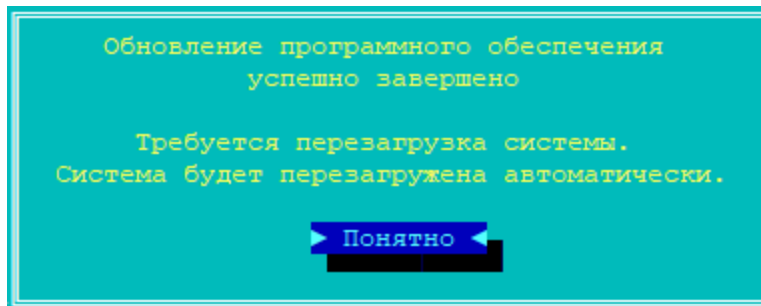 Обновление программного обеспечения
успешно завершено
Требуется перезагрузка системы.
Система будет перезагружена автоматически.
Понятно